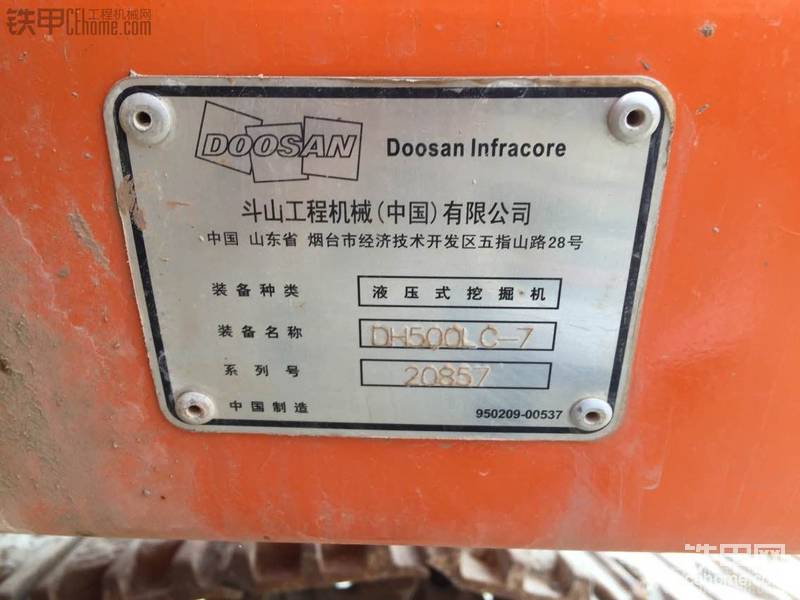 铁甲 工程机械网
CEhome.com
DOOSAN Doosan Infracore
斗山工程机械(中国)有限公司
中国 山东省 烟台市经济技术开发区五指山路28号
装备种类 液压式挖掘机
装备名称 DH500LC-7
系列号 20857
中国制造 950209-00537
铁甲网
cehome.com